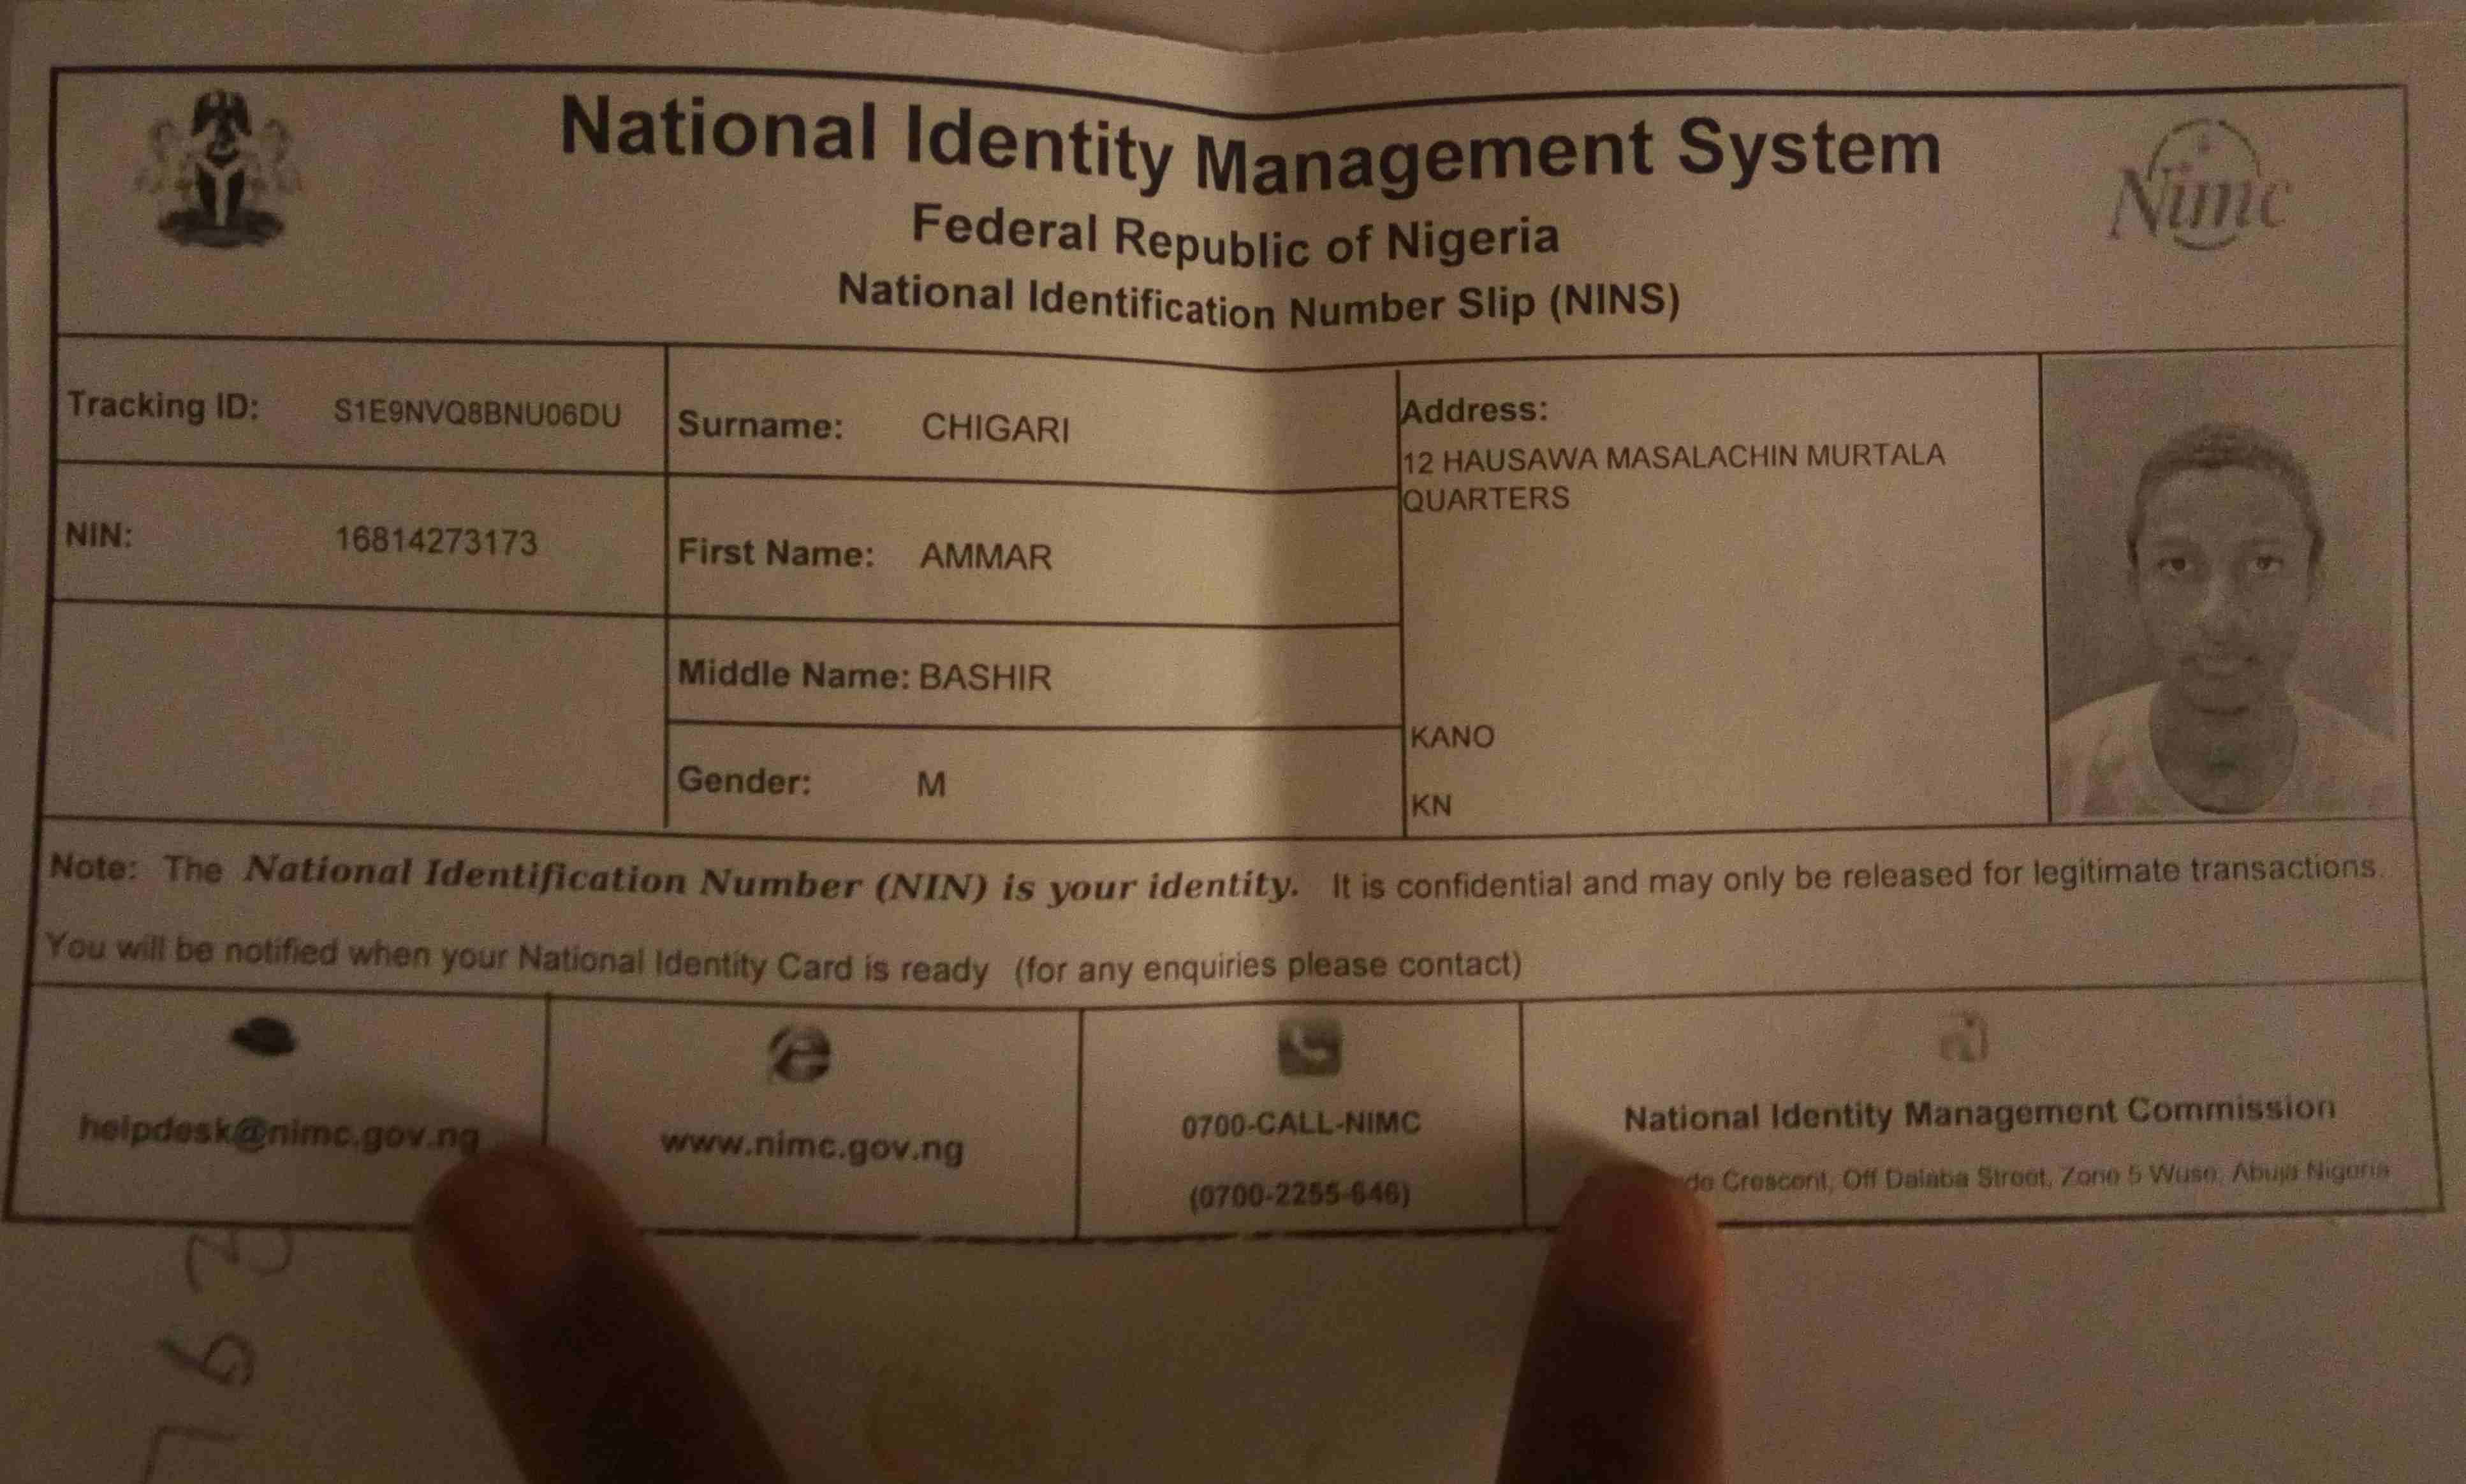 National Identity Management System
Federal Republic of Nigeria
National Identification Number Slip (NINS)
Nimc
Tracking ID: S1E9NVQ8BNU06DU
NIN: 16814273173
Surname: CHIGARI
First Name: AMMAR
Middle Name: BASHIR
Gender: M
Address:
12 HAUSAWA MASALACHIN MURTALA
QUARTERS
KANO
KN
Note: The National Identification Number (NIN) is your identity. It is confidential and may only be released for legitimate transactions.
You will be notified when your National Identity Card is ready (for any enquiries please contact)
helpdesk@nimc.gov.ng
www.nimc.gov.ng
0700-CALL-NIMC
(0700-2255-646)
National Identity Management Commission
Crescent, Off Dalaba Street, Zone 5 Wuse, Abuja Nigeria